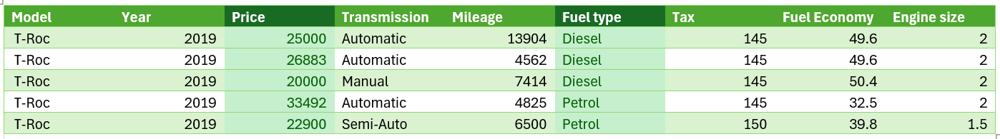 Model Year Price Transmission Mileage Fuel type Tax Fuel Economy Engine size
T-Roc 2019 25000 Automatic 13904 Diesel 145 49.6 2
T-Roc 2019 26883 Automatic 4562 Diesel 145 49.6 2
T-Roc 2019 20000 Manual 7414 Diesel 145 50.4 2
T-Roc 2019 33492 Automatic 4825 Petrol 145 32.5 2
T-Roc 2019 22900 Semi-Auto 6500 Petrol 150 39.8 1.5